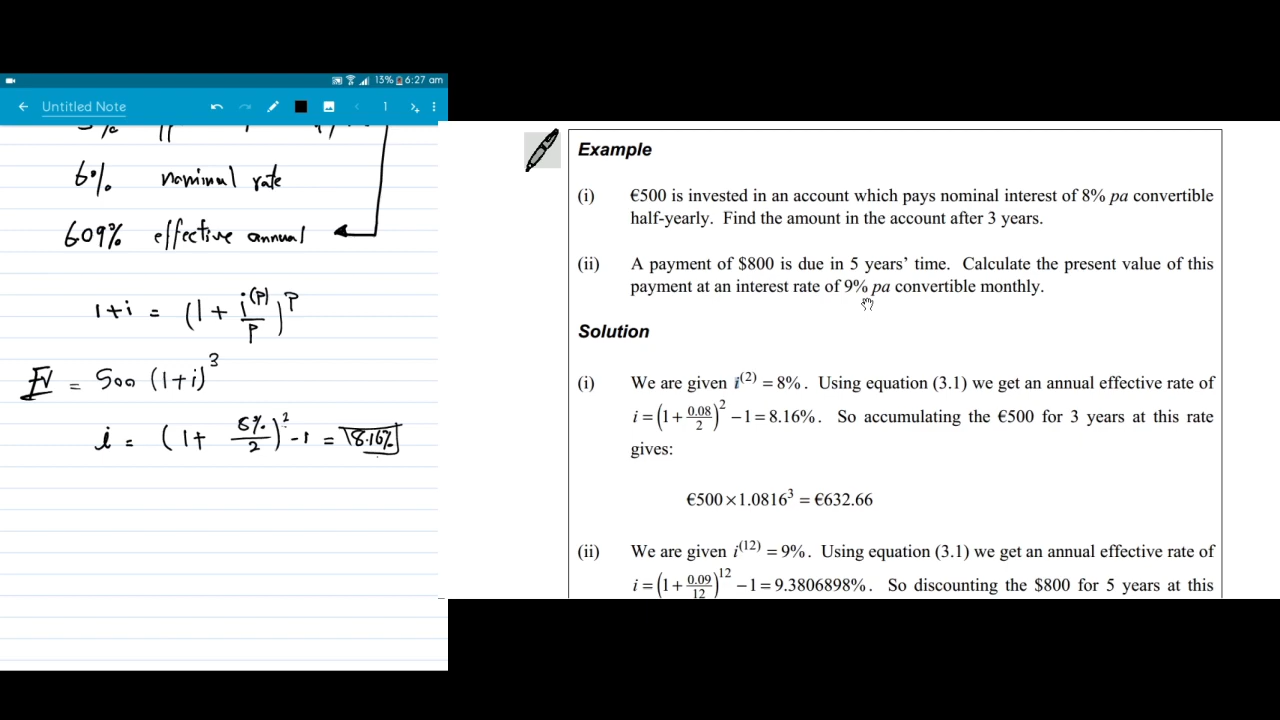 13% 6:27 am
Untitled Note
1
6% nominal rate
6.09% effective annual
1+i = (1 + i^(p)/p)^p
FV = 500 (1+i)^3
i = (1+ 8%/2)^2 -1 = 8.16%
Example
(i) €500 is invested in an account which pays nominal interest of 8% pa convertible
half-yearly. Find the amount in the account after 3 years.
(ii) A payment of $800 is due in 5 years’ time. Calculate the present value of this
payment at an interest rate of 9% pa convertible monthly.
Solution
(i) We are given i^(2) = 8%. Using equation (3.1) we get an annual effective rate of
i = (1 + 0.08/2)^2 − 1 = 8.16%. So accumulating the €500 for 3 years at this rate
gives:
€500 × 1.0816^3 = €632.66
(ii) We are given i^(12) = 9%. Using equation (3.1) we get an annual effective rate of
i = (1 + 0.09/12)^12 − 1 = 9.3806898%. So discounting the $800 for 5 years at this